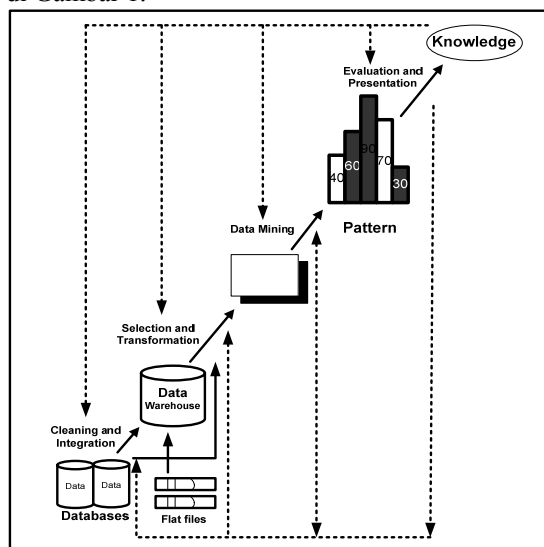 di Gambar 1.
Knowledge
Evaluation and
Presentation
40
60
90
70
30
Pattern
Data Mining
Selection and
Transformation
Data
Warehouse
Cleaning and
Integration
Data
Data
Databases
Flat files